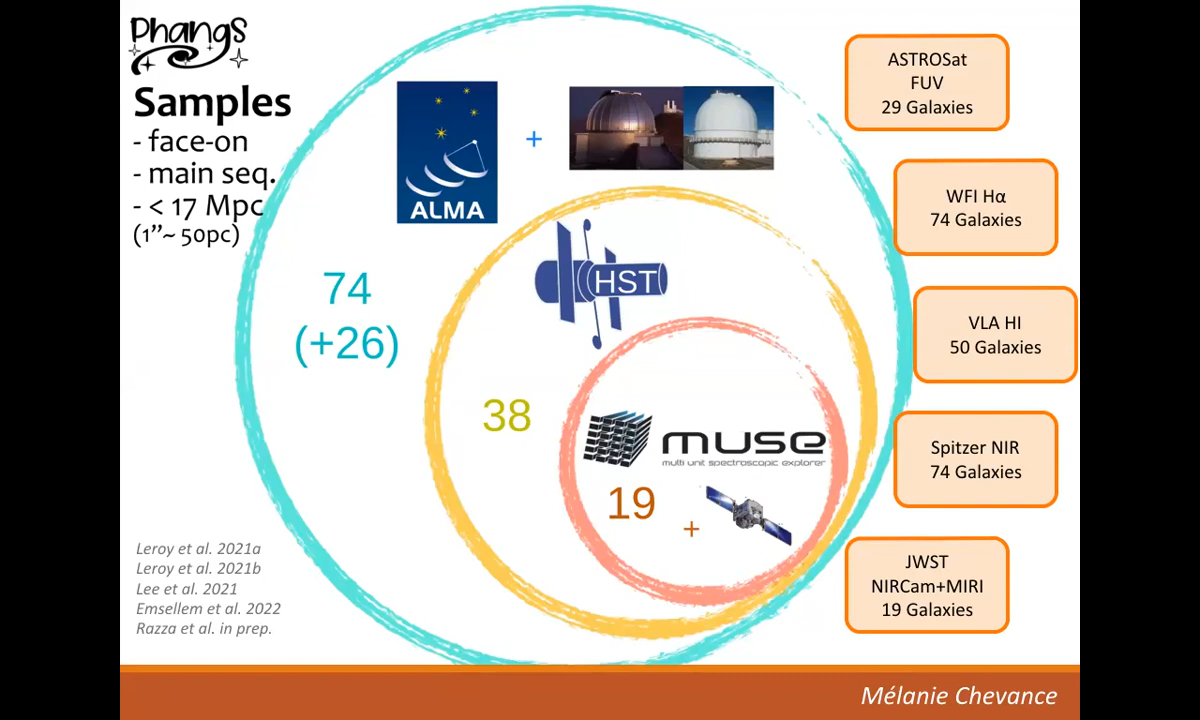 Phangs
Samples
- face-on
- main seq.
- < 17 Mpc
(1”~ 50pc)
ALMA
+
HST
74
(+26)
38
muse
multi unit spectroscopic explorer
19
+
ASTROSat
FUV
29 Galaxies
WFI Hα
74 Galaxies
VLA HI
50 Galaxies
Spitzer NIR
74 Galaxies
JWST
NIRCam+MIRI
19 Galaxies
Leroy et al. 2021a
Leroy et al. 2021b
Lee et al. 2021
Emsellem et al. 2022
Razza et al. in prep.
Mélanie Chevance